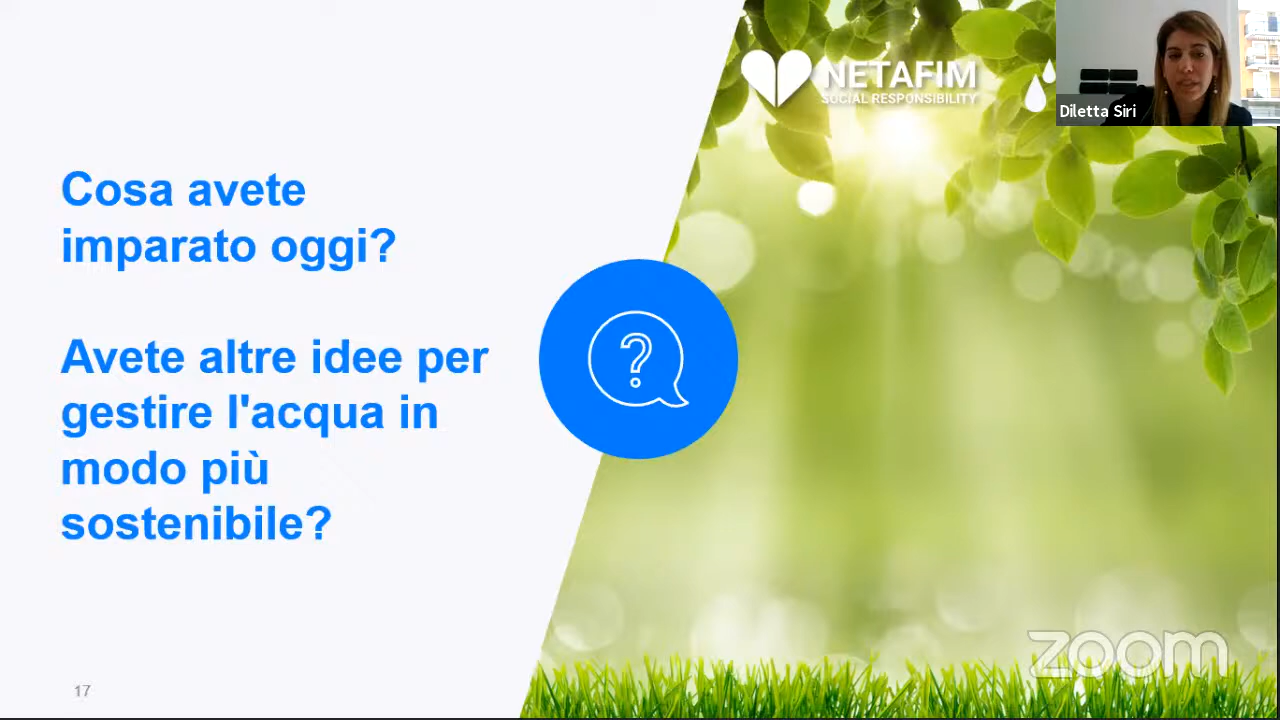 NETAFIM
SOCIAL RESPONSIBILITY
Diletta Siri
Cosa avete
imparato oggi?
Avete altre idee per
gestire l'acqua in
modo più
sostenibile?
?
zoom
17